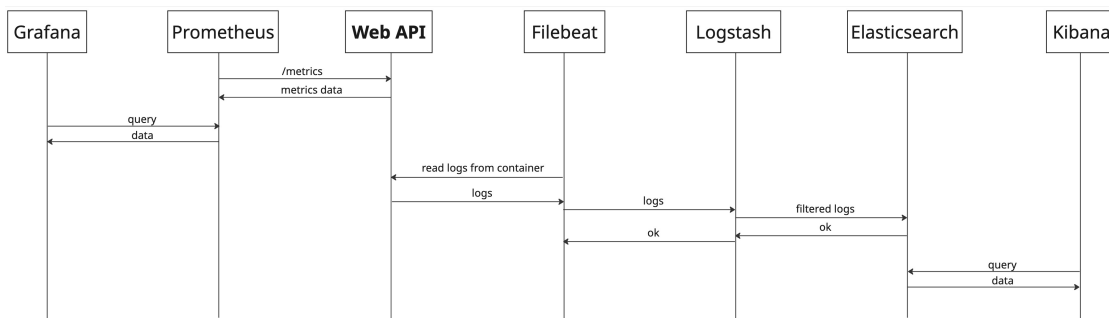 Grafana
Prometheus
Web API
Filebeat
Logstash
Elasticsearch
Kibana
/metrics
metrics data
query
data
read logs from container
logs
logs
filtered logs
ok
ok
query
data